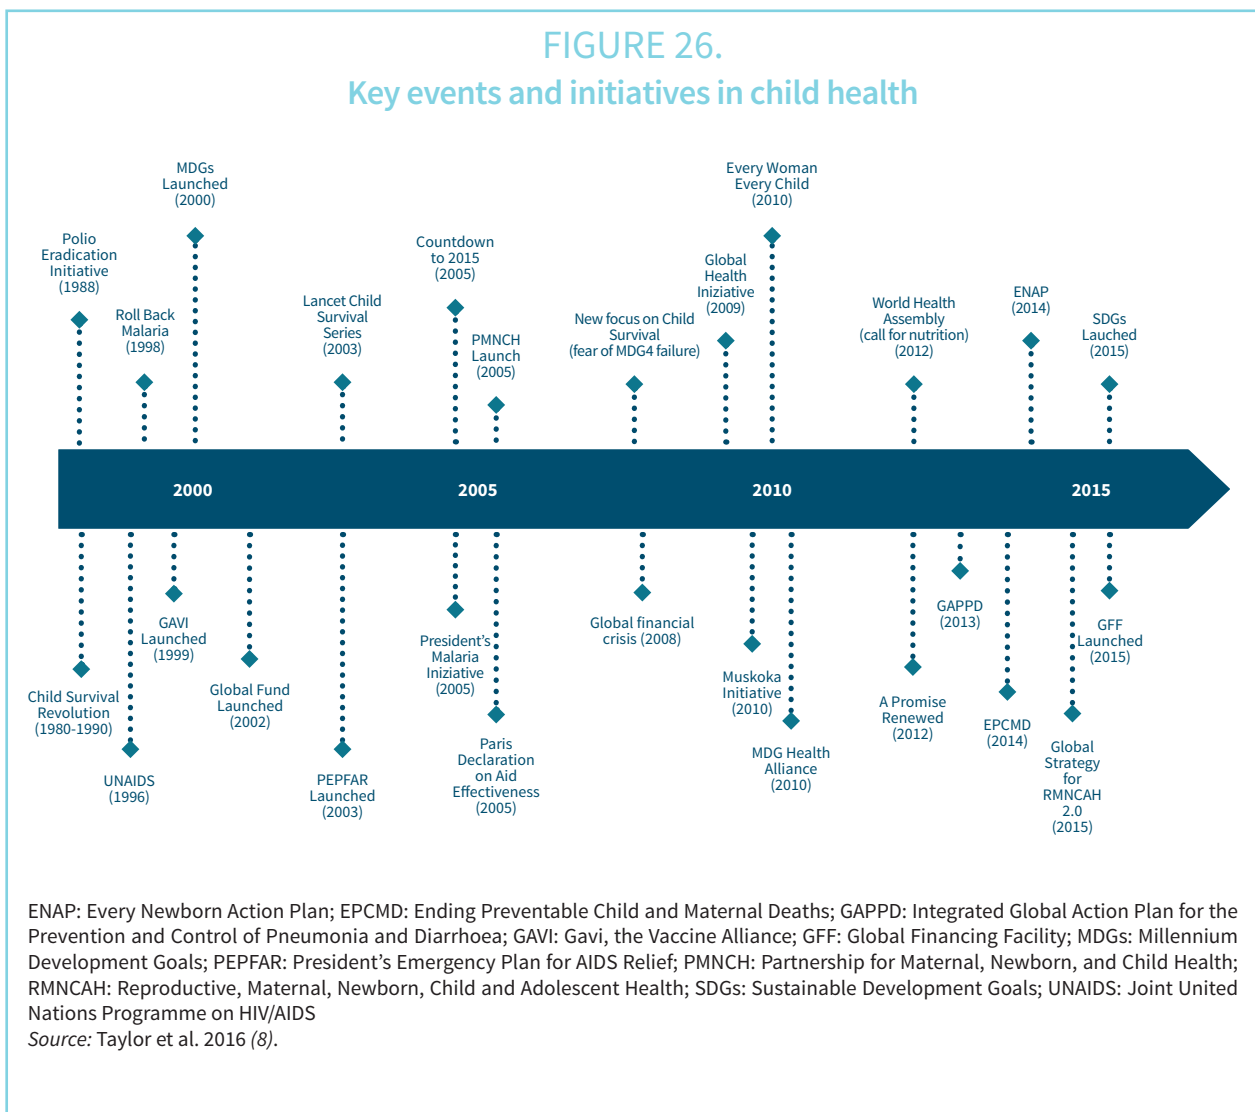 FIGURE 26.
Key events and initiatives in child health
MDGs
Launched
(2000)
Every Woman
Every Child
(2010)
Polio
Eradication
Initiative
(1988)
Countdown
to 2015
(2005)
Global
Health
Iniziative
(2009)
Roll Back
Malaria
(1998)
Lancet Child
Survival
Series
(2003)
PMNCH
Launch
(2005)
New focus on Child
Survival
(fear of MDG4 failure)
World Health
Assembly
(call for nutrition)
(2012)
ENAP
(2014)
SDGs
Lauched
(2015)
2000
2005
2010
2015
Child Survival
Revolution
(1980-1990)
UNAIDS
(1996)
GAVI
Launched
(1999)
Global Fund
Launched
(2002)
PEPFAR
Launched
(2003)
President’s
Malaria
Iniziative
(2005)
Paris
Declaration
on Aid
Effectiveness
(2005)
Global financial
crisis (2008)
Muskoka
Initiative
(2010)
MDG Health
Alliance
(2010)
A Promise
Renewed
(2012)
GAPPD
(2013)
EPCMD
(2014)
Global
Strategy
for
RMNCAH
2.0
(2015)
GFF
Launched
(2015)
ENAP: Every Newborn Action Plan; EPCMD: Ending Preventable Child and Maternal Deaths; GAPPD: Integrated Global Action Plan for the
Prevention and Control of Pneumonia and Diarrhoea; GAVI: Gavi, the Vaccine Alliance; GFF: Global Financing Facility; MDGs: Millennium
Development Goals; PEPFAR: President’s Emergency Plan for AIDS Relief; PMNCH: Partnership for Maternal, Newborn, and Child Health;
RMNCAH: Reproductive, Maternal, Newborn, Child and Adolescent Health; SDGs: Sustainable Development Goals; UNAIDS: Joint United
Nations Programme on HIV/AIDS
Source: Taylor et al. 2016 (8).